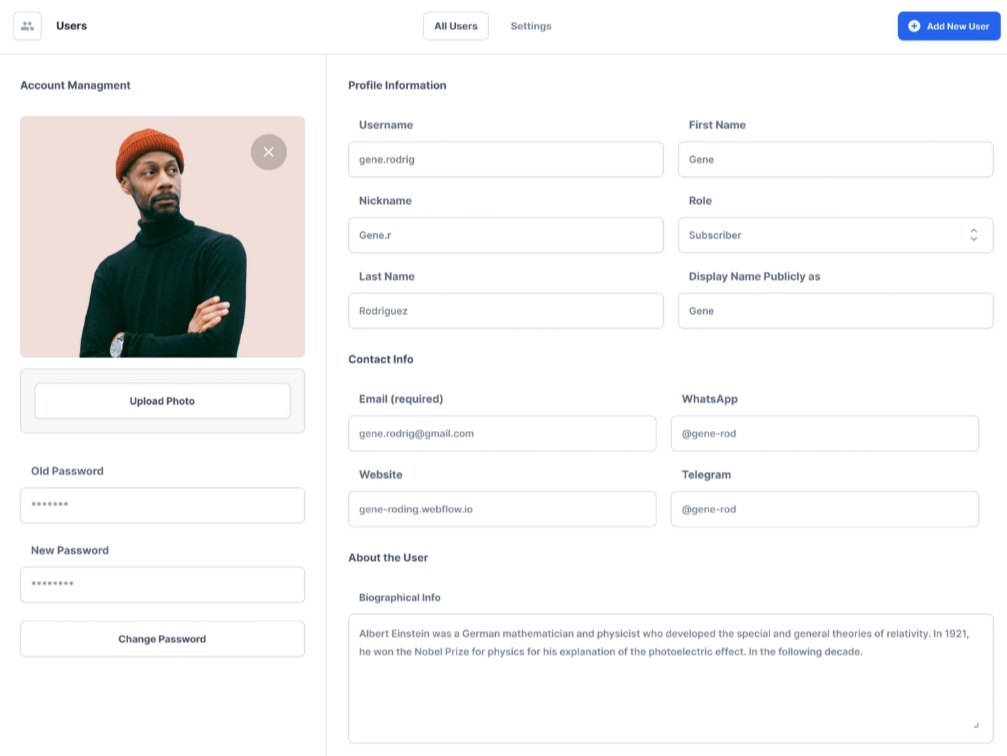 Users
All Users
Settings
Add New User
Account Managment
Upload Photo
Old Password
*******
New Password
********
Change Password
Profile Information
Username
First Name
gene.rodrig
Gene
Nickname
Role
Gene.r
Subscriber
Last Name
Display Name Publicly as
Rodriguez
Gene
Contact Info
Email (required)
WhatsApp
gene.rodrig@gmail.com
@gene-rod
Website
Telegram
gene-roding.webflow.io
@gene-rod
About the User
Biographical Info
Albert Einstein was a German mathematician and physicist who developed the special and general theories of relativity. In 1921,
he won the Nobel Prize for physics for his explanation of the photoelectric effect. In the following decade.